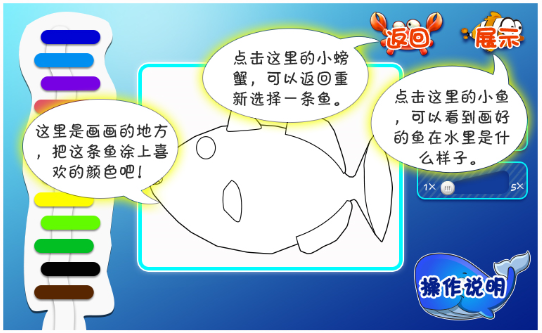 返回
展示
点击这里的小螃
蟹，可以返回重
新选择一条鱼。
点击这里的小鱼
，可以看到画好
的鱼在水里是什
么样子。
这里是画画的地方
，把这条鱼涂上喜
欢的颜色吧！
1× 5×
操作说明